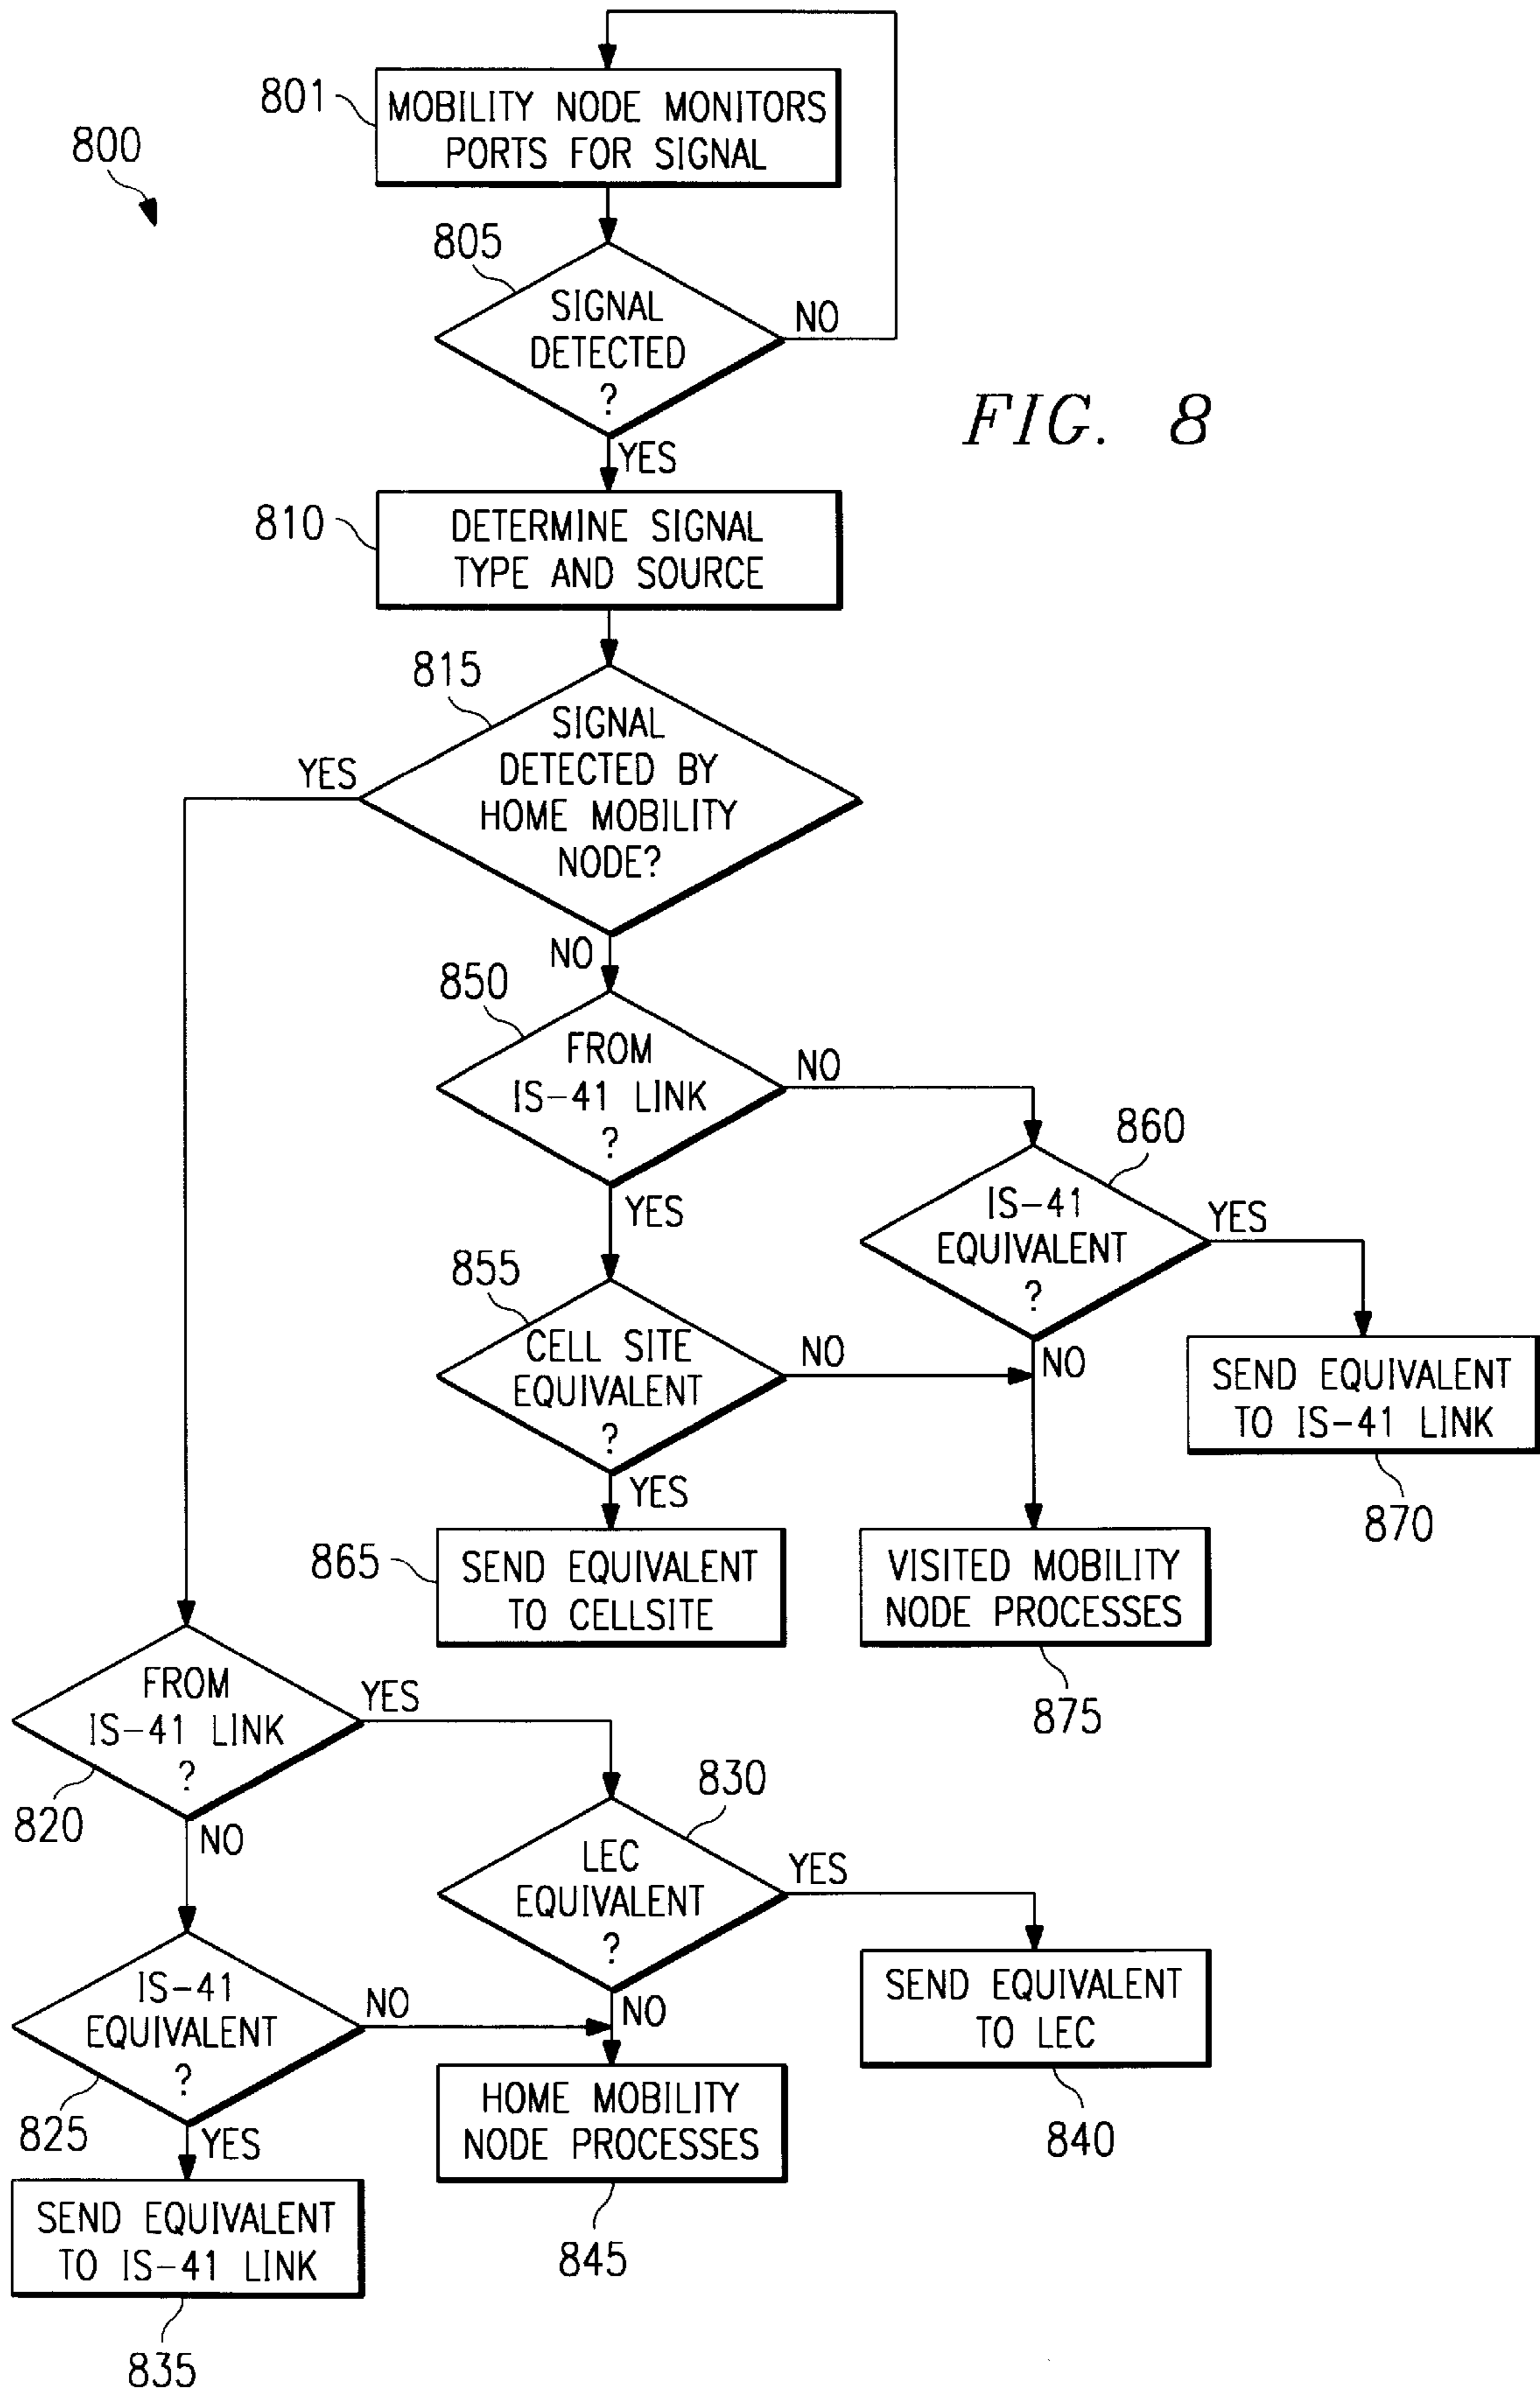 801
MOBILITY NODE MONITORS
PORTS FOR SIGNAL
800
805
SIGNAL
DETECTED
?
NO
YES
FIG. 8
810
DETERMINE SIGNAL
TYPE AND SOURCE
815
SIGNAL
DETECTED BY
HOME MOBILITY
NODE?
YES
NO
850
FROM
IS-41 LINK
?
NO
YES
860
IS-41
EQUIVALENT
?
YES
NO
855
CELL SITE
EQUIVALENT
?
NO
YES
SEND EQUIVALENT
TO IS-41 LINK
870
865
SEND EQUIVALENT
TO CELLSITE
VISITED MOBILITY
NODE PROCESSES
875
FROM
IS-41 LINK
?
YES
820
NO
830
LEC
EQUIVALENT
?
YES
NO
SEND EQUIVALENT
TO LEC
840
IS-41
EQUIVALENT
?
NO
825
YES
HOME MOBILITY
NODE PROCESSES
845
SEND EQUIVALENT
TO IS-41 LINK
835